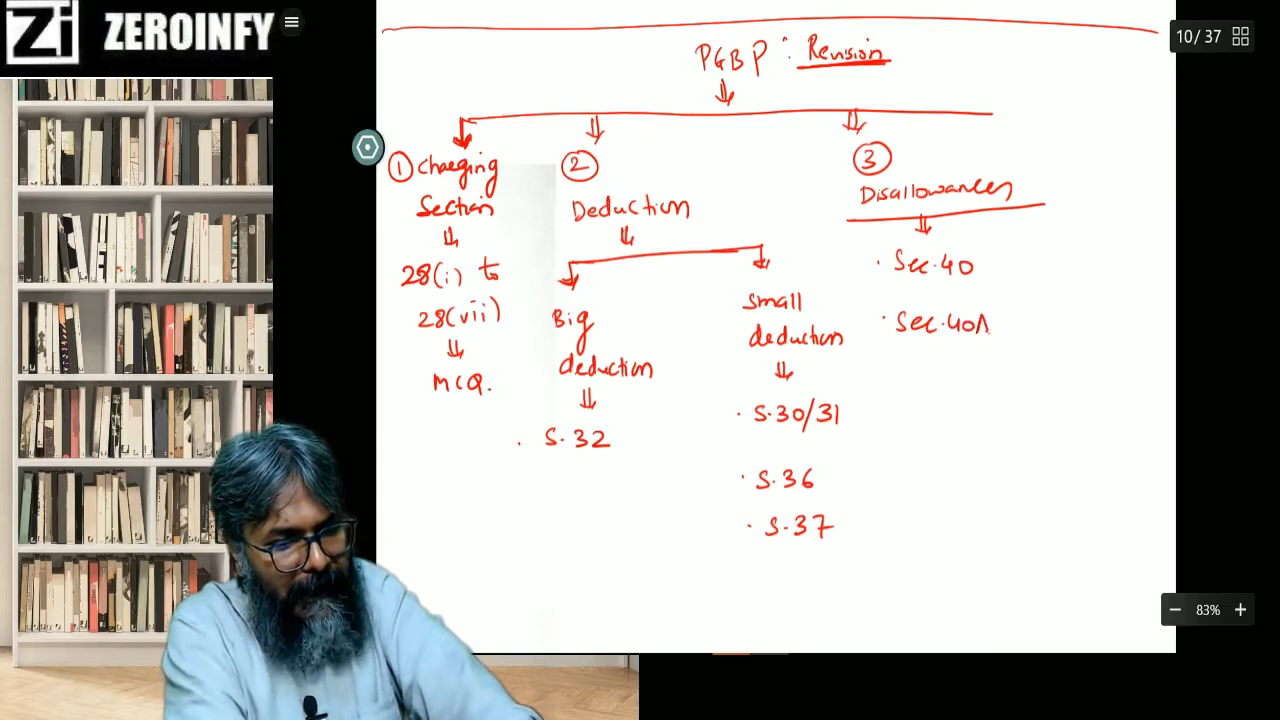 Zi ZEROINFY
10/37
PGBP : Revision
① Charging
Section
28(i) to
28(vii)
MCQ.
②
Deduction
Big
deduction
· S.32
Small
deduction
· S.30/31
· S.36
· S.37
③
Disallowances
· Sec.40
· Sec.40A
83%